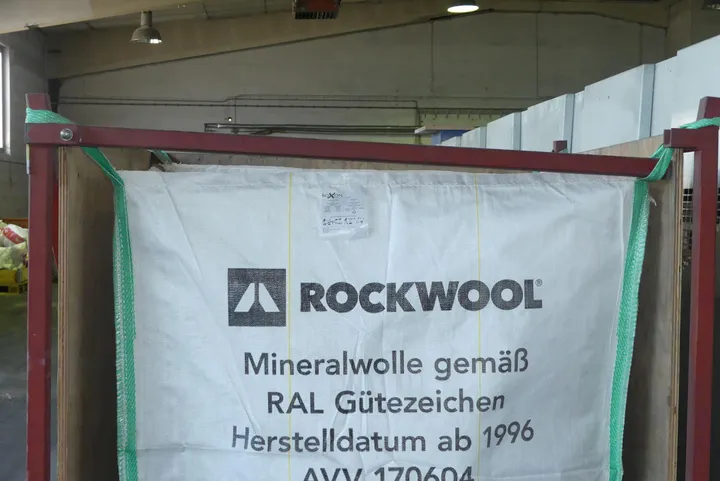 ROCKWOOL®
Mineralwolle gemäß
RAL Gütezeichen
Herstelldatum ab 1996
AVV 170604